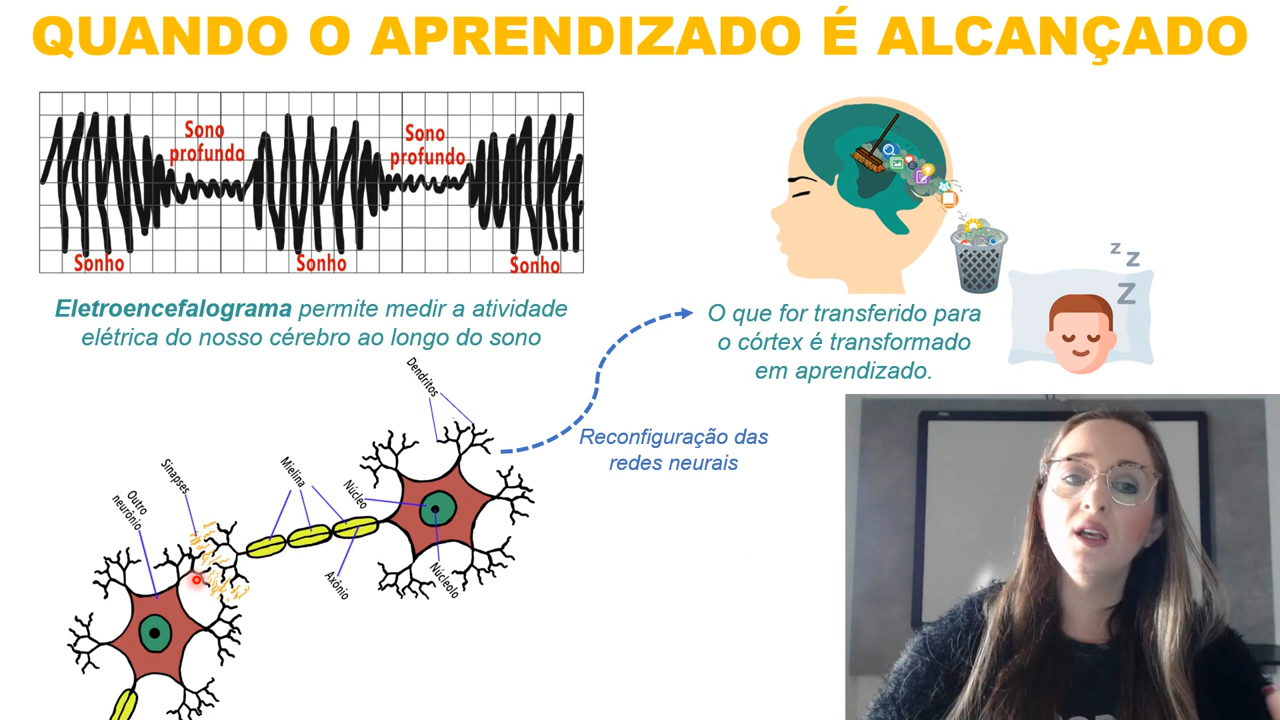 QUANDO O APRENDIZADO É ALCANÇADO
Sono
profundo
Sono
profundo
Sonho
Sonho
Sonho
Eletroencefalograma permite medir a atividade
elétrica do nosso cérebro ao longo do sono
O que for transferido para
o córtex é transformado
em aprendizado.
z
z
Z
Reconfiguração das
redes neurais
Dendritos
Sinapses
Mielina
Núcleo
Outro
neurônio
Axônio
Núcleolo